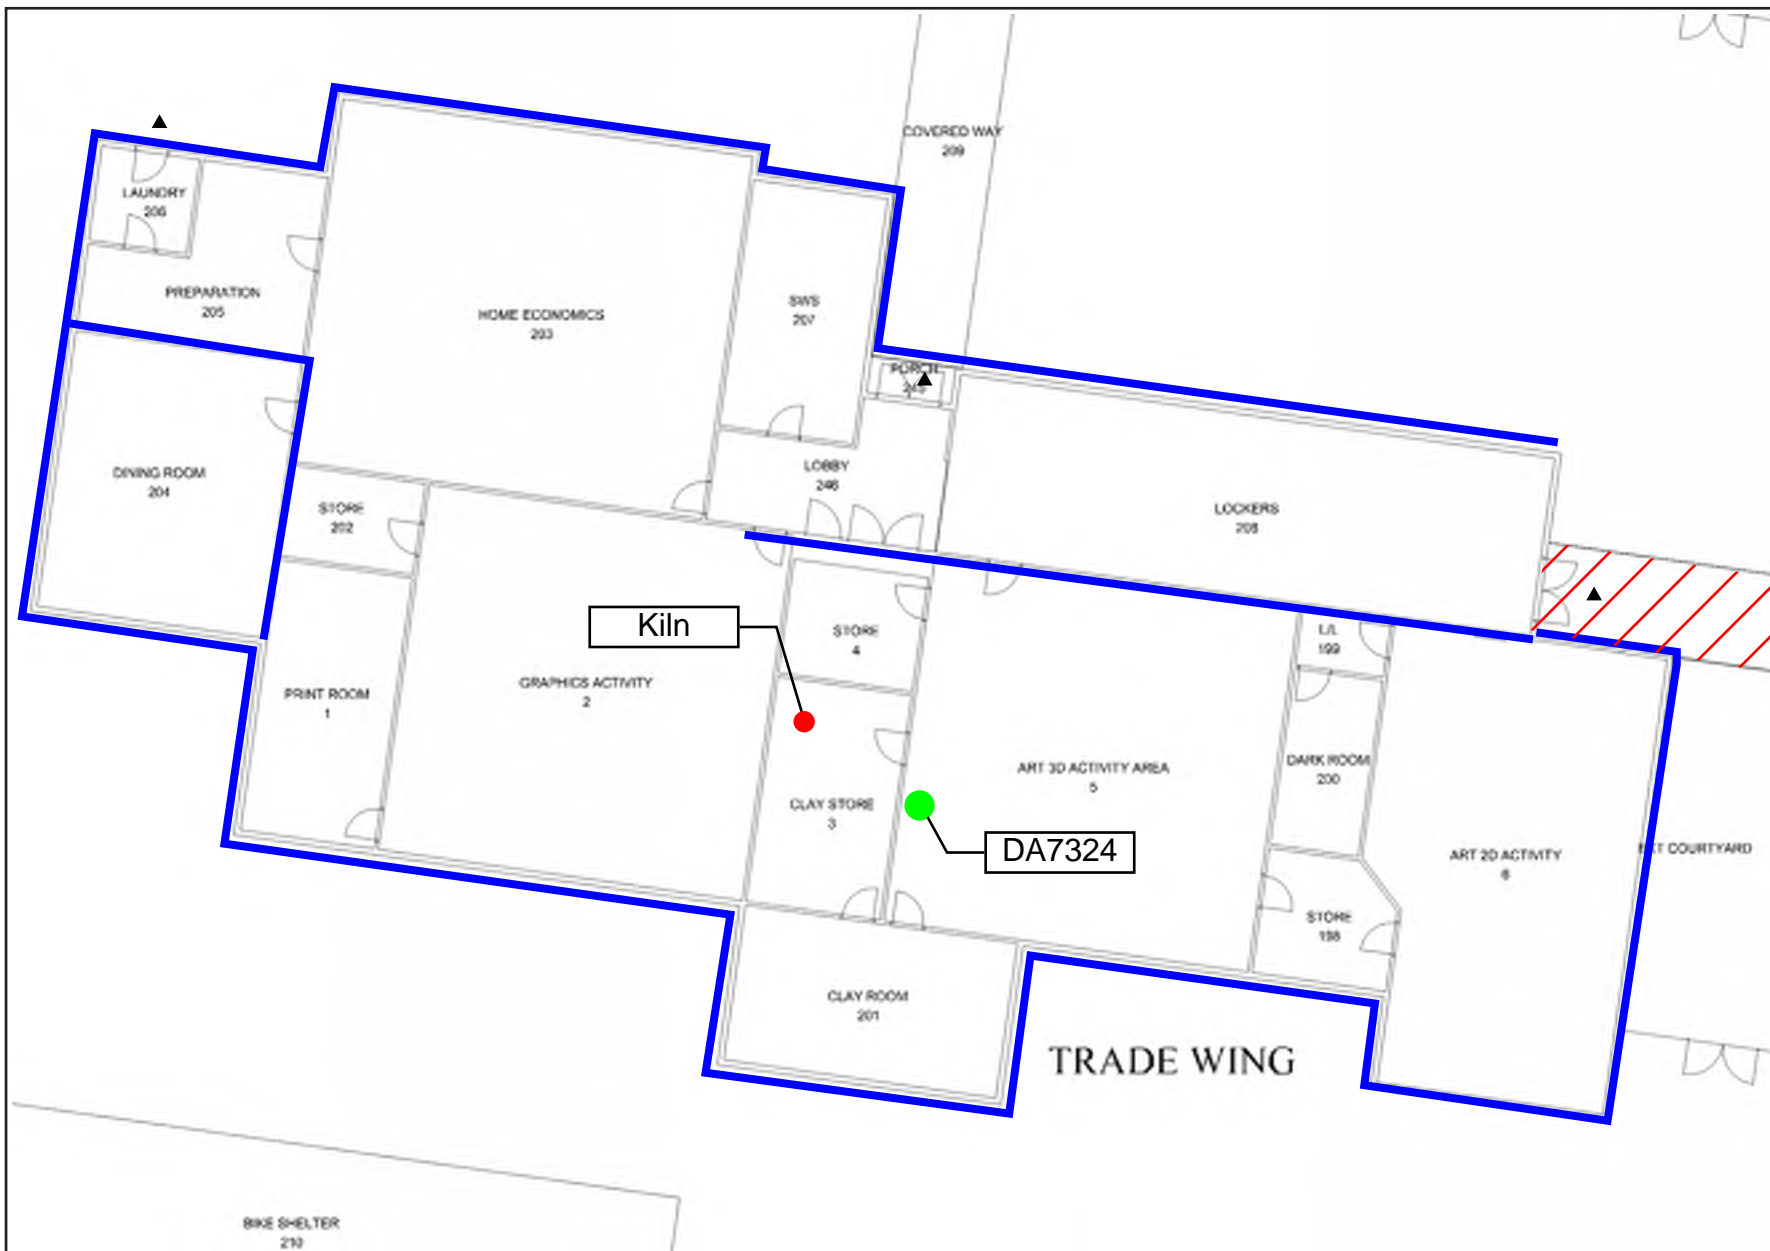 COVERED WAY
209
LAUNDRY
206
PREPARATION
205
HOME ECONOMICS
203
SWS
207
PORCH
245
DINING ROOM
204
STORE
202
LOBBY
246
LOCKERS
208
Kiln
STORE
4
L/L
199
GRAPHICS ACTIVITY
2
PRINT ROOM
1
ART 3D ACTIVITY AREA
5
DARK ROOM
200
CLAY STORE
3
DA7324
ART 2D ACTIVITY
6
EXT COURTYARD
STORE
198
CLAY ROOM
201
TRADE WING
BIKE SHELTER
210